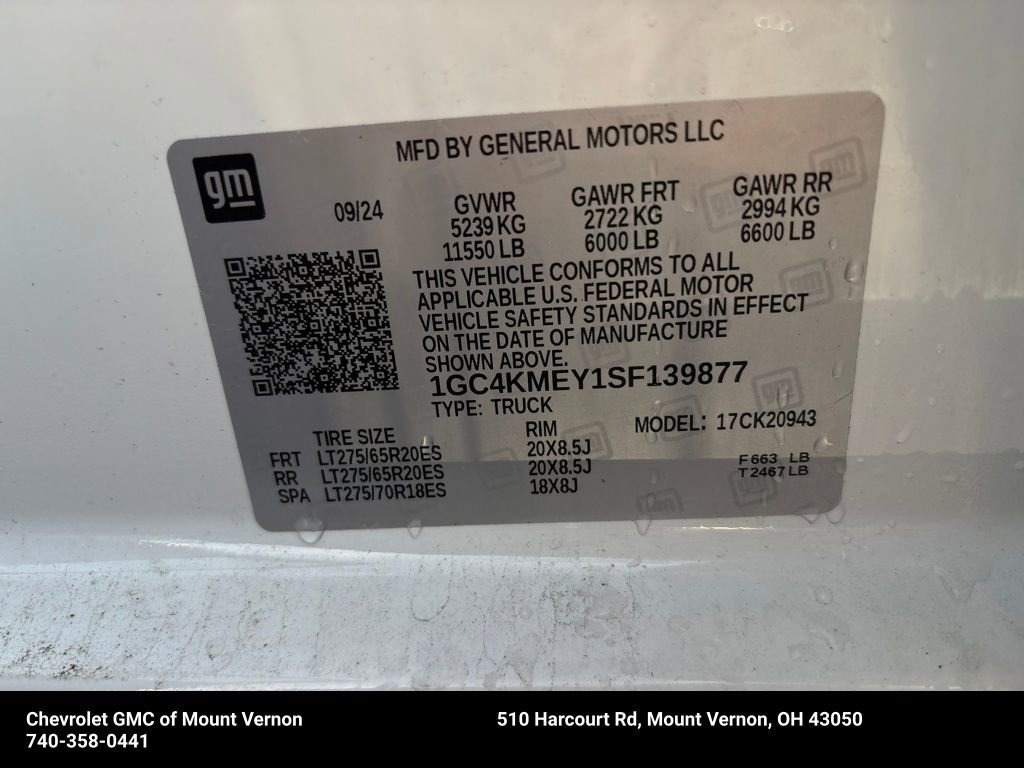 MFD BY GENERAL MOTORS LLC
gm
09/24
GVWR
5239 KG
11550 LB
GAWR FRT
2722 KG
6000 LB
GAWR RR
2994 KG
6600 LB
THIS VEHICLE CONFORMS TO ALL
APPLICABLE U.S. FEDERAL MOTOR
VEHICLE SAFETY STANDARDS IN EFFECT
ON THE DATE OF MANUFACTURE
SHOWN ABOVE.
1GC4KMEY1SF139877
TYPE: TRUCK
MODEL: 17CK20943
TIRE SIZE RIM
FRT LT275/65R20ES 20X8.5J
RR LT275/65R20ES 20X8.5J
SPA LT275/70R18ES 18X8J
F663 LB
T2467LB
Chevrolet GMC of Mount Vernon
740-358-0441
510 Harcourt Rd, Mount Vernon, OH 43050